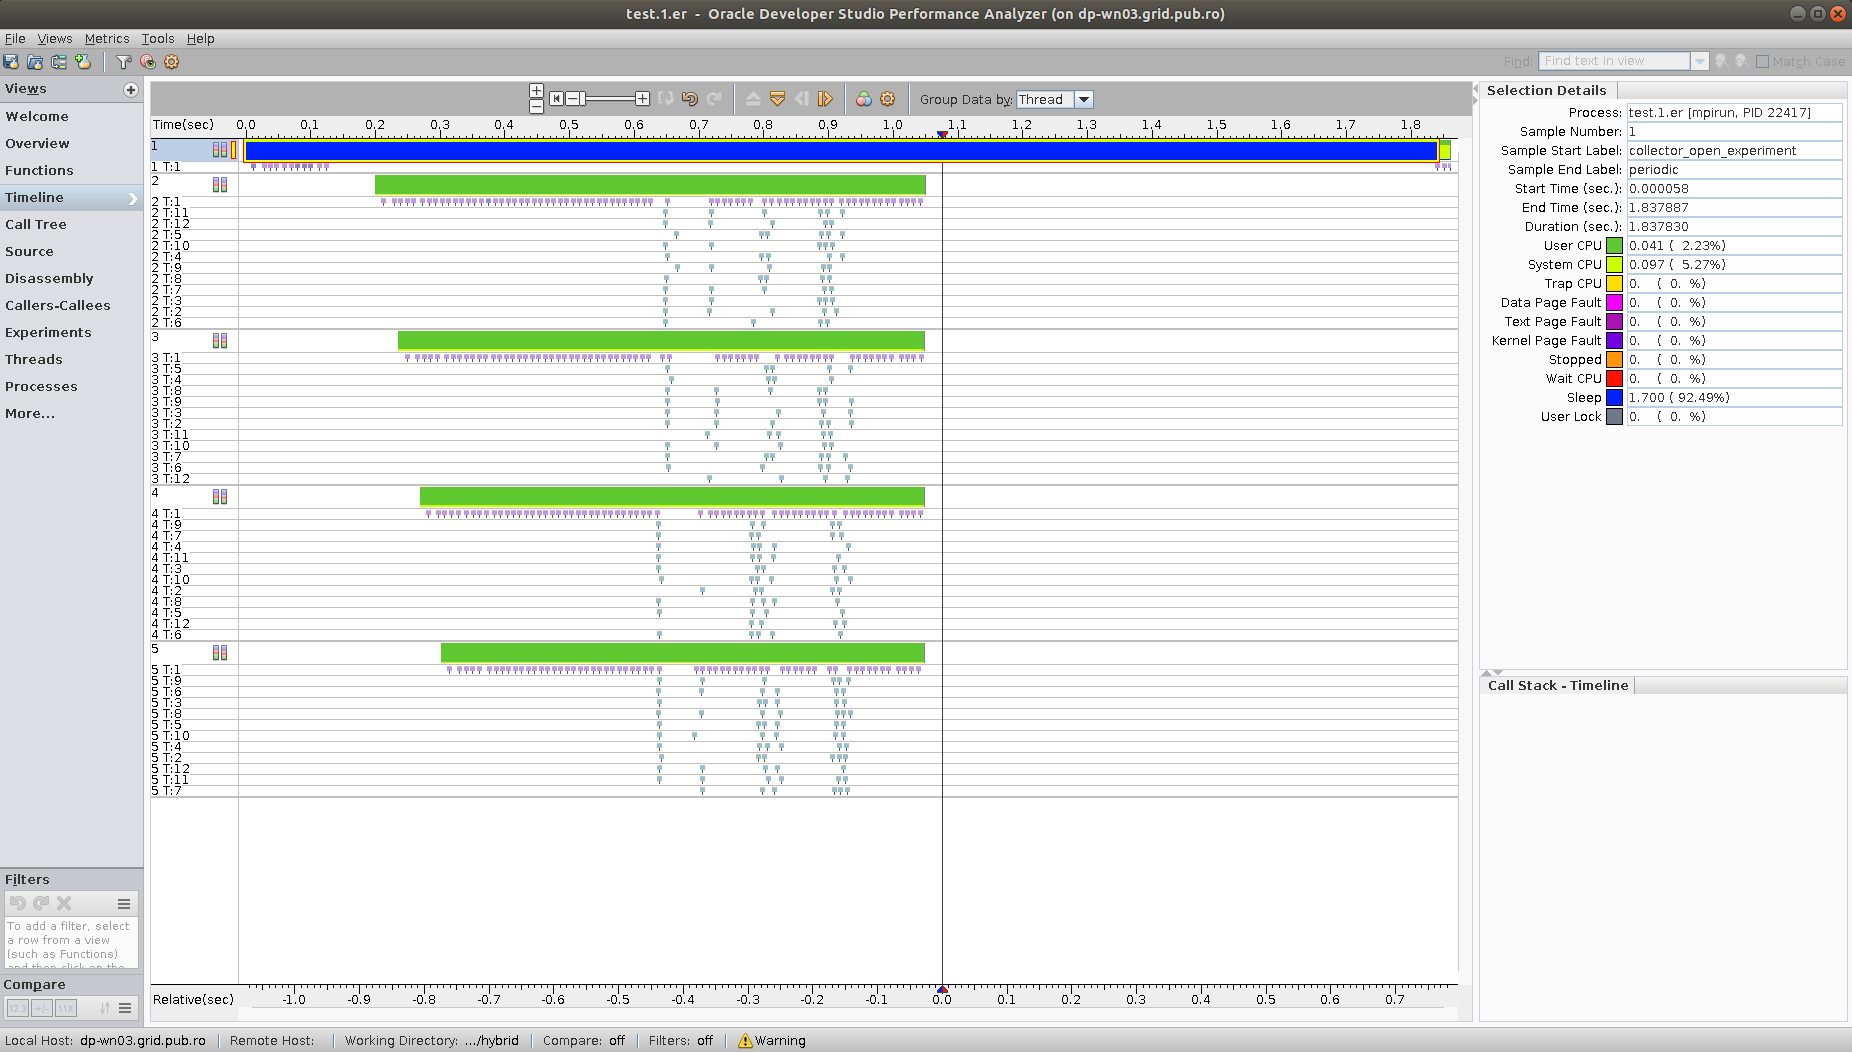 test.1.er - Oracle Developer Studio Performance Analyzer (on dp-wn03.grid.pub.ro)
File Views Metrics Tools Help
Find: Find text in view Match Case
Views
Welcome
Overview
Functions
Timeline
Call Tree
Source
Disassembly
Callers-Callees
Experiments
Threads
Processes
More...
Filters
To add a filter, select
a row from a view
(such as Functions)
and then click on the
Compare
12.3 +/- 1.1X
Group Data by: Thread
Time(sec) 0.0 0.1 0.2 0.3 0.4 0.5 0.6 0.7 0.8 0.9 1.0 1.1 1.2 1.3 1.4 1.5 1.6 1.7 1.8
1
1 T:1
2
2 T:1
2 T:11
2 T:12
2 T:5
2 T:10
2 T:4
2 T:9
2 T:8
2 T:7
2 T:3
2 T:2
2 T:6
3
3 T:1
3 T:5
3 T:4
3 T:8
3 T:9
3 T:3
3 T:2
3 T:11
3 T:10
3 T:7
3 T:6
3 T:12
4
4 T:1
4 T:9
4 T:7
4 T:4
4 T:11
4 T:3
4 T:10
4 T:2
4 T:8
4 T:5
4 T:12
4 T:6
5
5 T:1
5 T:9
5 T:6
5 T:3
5 T:8
5 T:5
5 T:10
5 T:4
5 T:2
5 T:12
5 T:11
5 T:7
Relative(sec) -1.0 -0.9 -0.8 -0.7 -0.6 -0.5 -0.4 -0.3 -0.2 -0.1 0.0 0.1 0.2 0.3 0.4 0.5 0.6 0.7
Selection Details
Process: test.1.er [mpirun, PID 22417]
Sample Number: 1
Sample Start Label: collector_open_experiment
Sample End Label: periodic
Start Time (sec.): 0.000058
End Time (sec.): 1.837887
Duration (sec.): 1.837830
User CPU 0.041 ( 2.23%)
System CPU 0.097 ( 5.27%)
Trap CPU 0. ( 0. %)
Data Page Fault 0. ( 0. %)
Text Page Fault 0. ( 0. %)
Kernel Page Fault 0. ( 0. %)
Stopped 0. ( 0. %)
Wait CPU 0. ( 0. %)
Sleep 1.700 ( 92.49%)
User Lock 0. ( 0. %)
Call Stack - Timeline
Local Host: dp-wn03.grid.pub.ro Remote Host: Working Directory: .../hybrid Compare: off Filters: off Warning